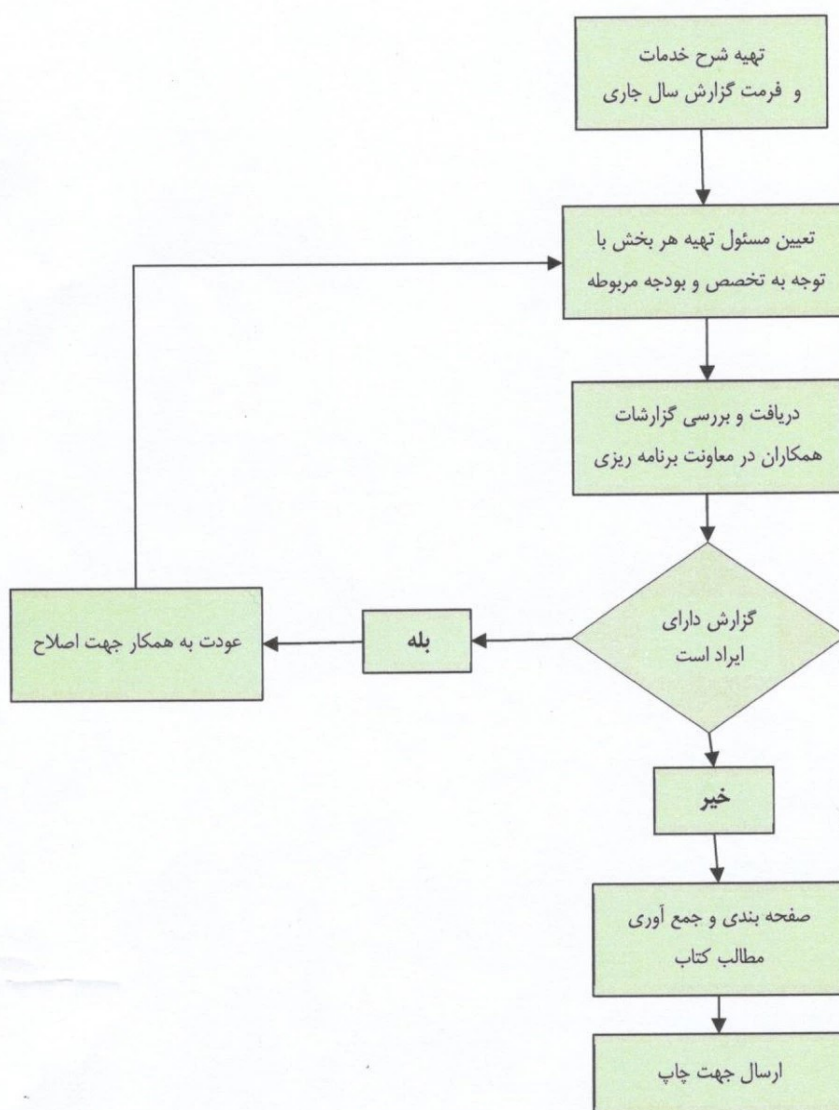 تهیه شرح خدمات
و فرمت گزارش سال جاری
تعیین مسئول تهیه هر بخش با
توجه به تخصص و بودجه مربوطه
دریافت و بررسی گزارشات
همکاران در معاونت برنامه ریزی
گزارش دارای
ایراد است
بله
عودت به همکار جهت اصلاح
خیر
صفحه بندی و جمع آوری
مطالب کتاب
ارسال جهت چاپ